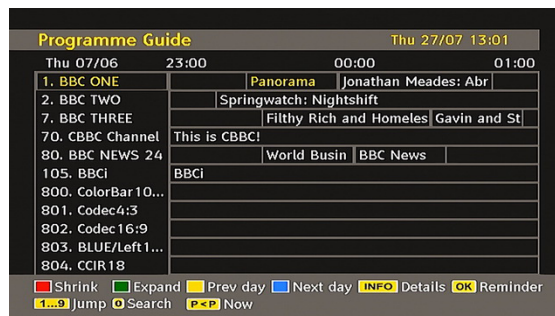 Programme Guide Thu 27/07 13:01
Thu 07/06 23:00 00:00 01:00
1. BBC ONE Panorama Jonathan Meades: Abr
2. BBC TWO Springwatch: Nightshift
7. BBC THREE Filthy Rich and Homeles Gavin and St
70. CBBC Channel This is CBBC!
80. BBC NEWS 24 World Busin BBC News
105. BBCi BBCi
800. ColorBar10...
801. Codec4:3
802. Codec16:9
803. BLUE/Left1...
804. CCIR18
Shrink Expand Prev day Next day INFO Details OK Reminder
1...9 Jump 0 Search P<P Now